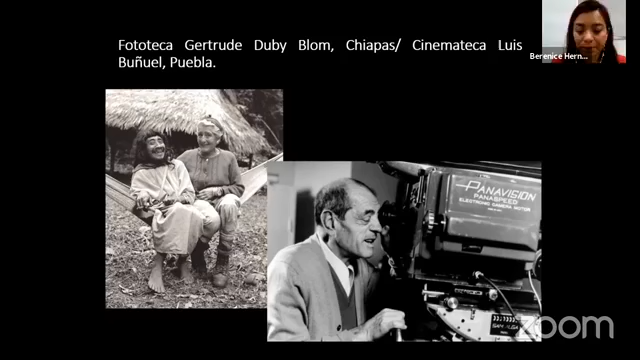 Fototeca Gertrude Duby Blom, Chiapas/ Cinemateca Luis
Buñuel, Puebla.
Berenice Hern...
PANAVISION
PANASPEED
ELECTRONIC CAMERA MOTOR
zoom